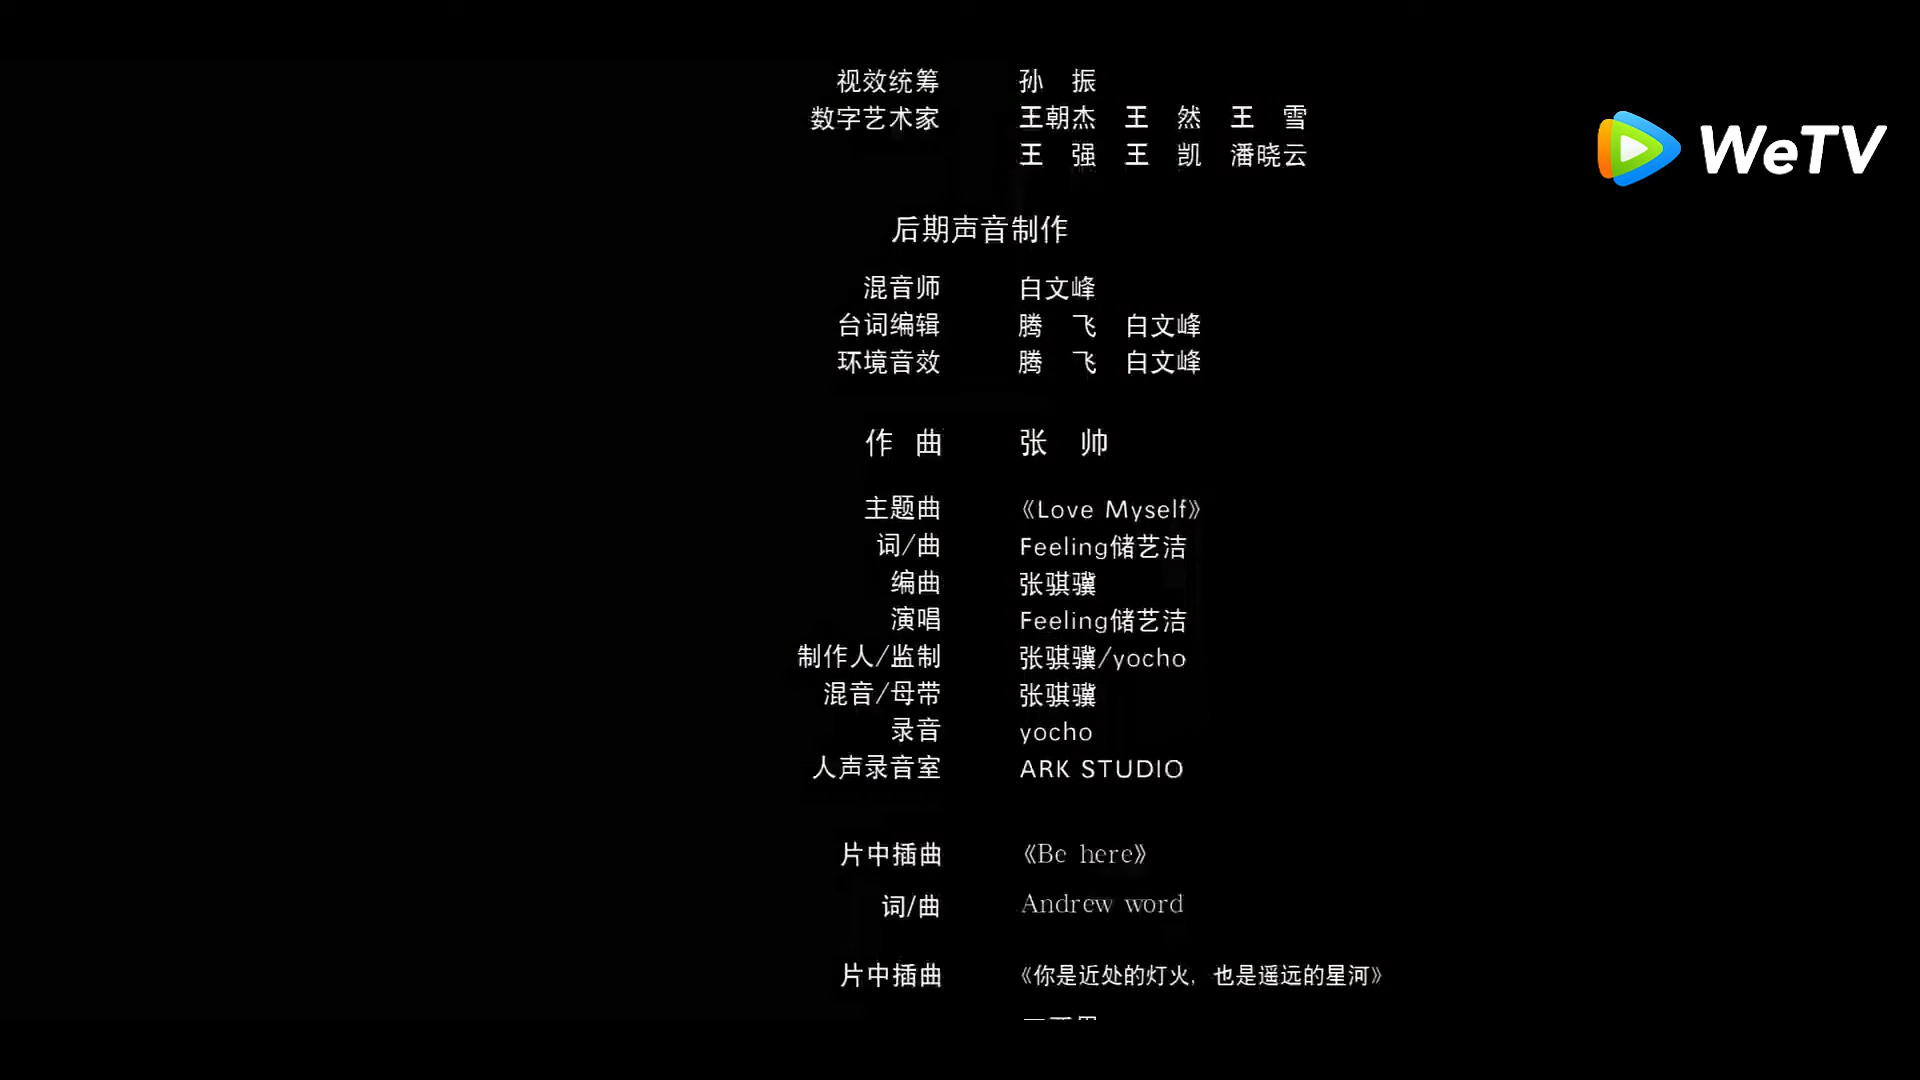 视效统筹 孙 振
数字艺术家 王朝杰 王 然 王 雪
王 强 王 凯 潘晓云
WeTV
后期声音制作
混音师 白文峰
台词编辑 腾 飞 白文峰
环境音效 腾 飞 白文峰
作 曲 张 帅
主题曲 《Love Myself》
词/曲 Feeling储艺洁
编曲 张骐骥
演唱 Feeling储艺洁
制作人/监制 张骐骥/yocho
混音/母带 张骐骥
录音 yocho
人声录音室 ARK STUDIO
片中插曲 《Be here》
词/曲 Andrew word
片中插曲 《你是近处的灯火，也是遥远的星河》